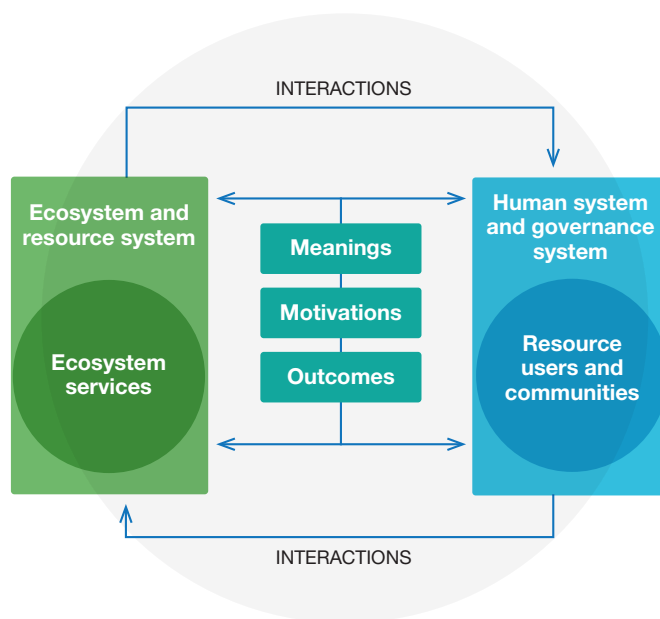 INTERACTIONS
Ecosystem and
resource system
Ecosystem
services
Meanings
Motivations
Outcomes
Human system
and governance
system
Resource
users and
communities
INTERACTIONS